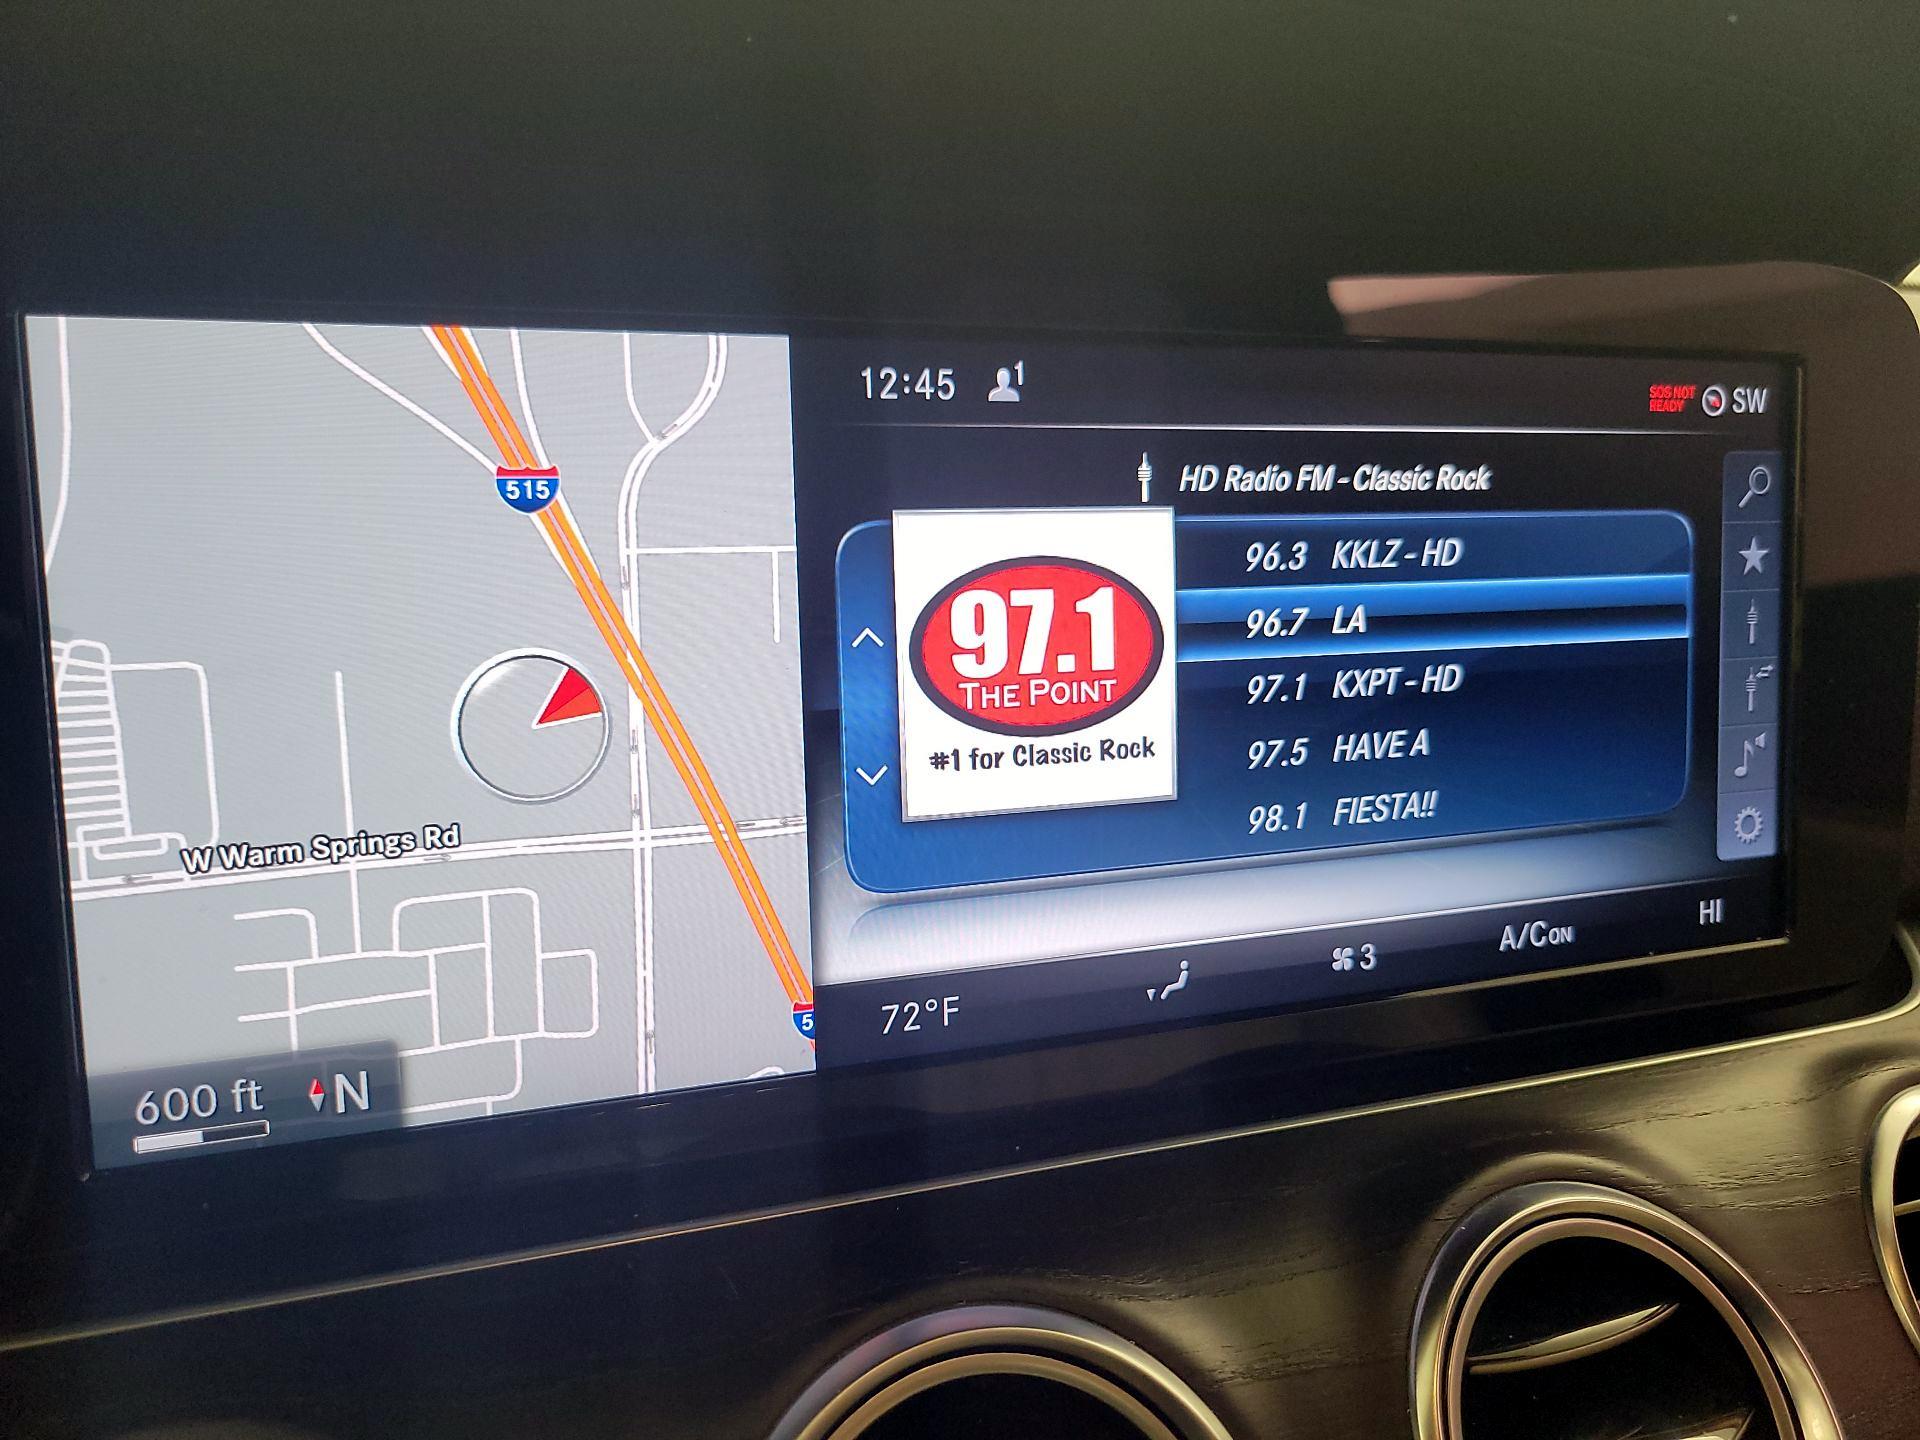 515
W Warm Springs Rd
5
600 ft N
12:45 1
SOS NOT
READY
SW
HD Radio FM - Classic Rock
97.1
THE POINT
#1 for Classic Rock
96.3 KKLZ - HD
96.7 LA
97.1 KXPT - HD
97.5 HAVE A
98.1 FIESTA!!
72°F 3 A/C ON HI